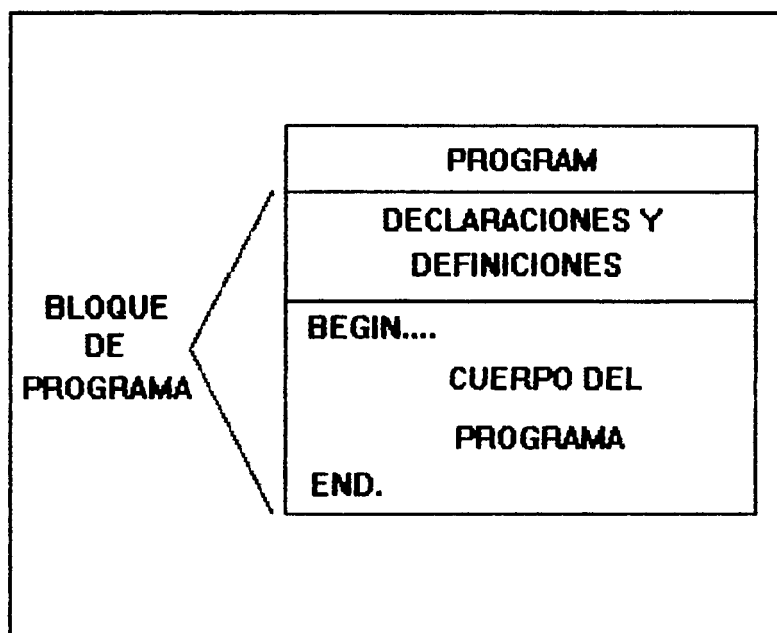 PROGRAM
DECLARACIONES Y
DEFINICIONES
BLOQUE
DE
PROGRAMA
BEGIN....
CUERPO DEL
PROGRAMA
END.